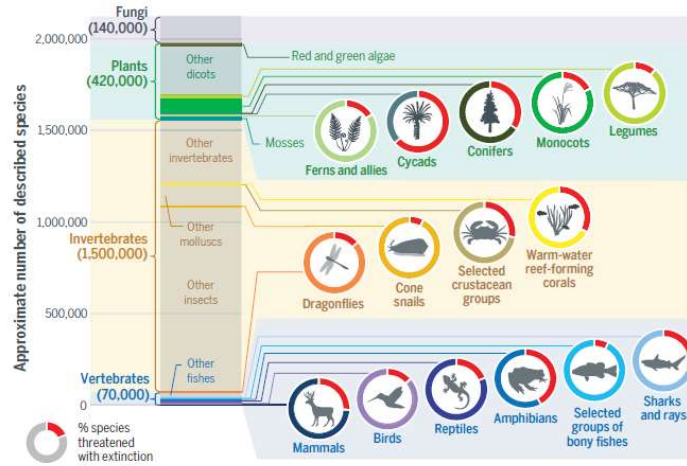 Fungi
(140,000)
2,000,000
Plants
(420,000)
Other
dicots
Red and green algae
1,500,000
Mosses
Ferns and allies
Cycads
Conifers
Monocots
Legumes
Approximate number of described species
Other
invertebrates
1,000,000
Invertebrates
(1,500,000)
Other
molluscs
Other
insects
Dragonflies
Cone
snails
Selected
crustacean
groups
Warm-water
reef-forming
corals
500,000
Vertebrates
(70,000)
Other
fishes
0
Mammals
Birds
Reptiles
Amphibians
Selected
groups of
bony fishes
Sharks
and rays
% species
threatened
with extinction